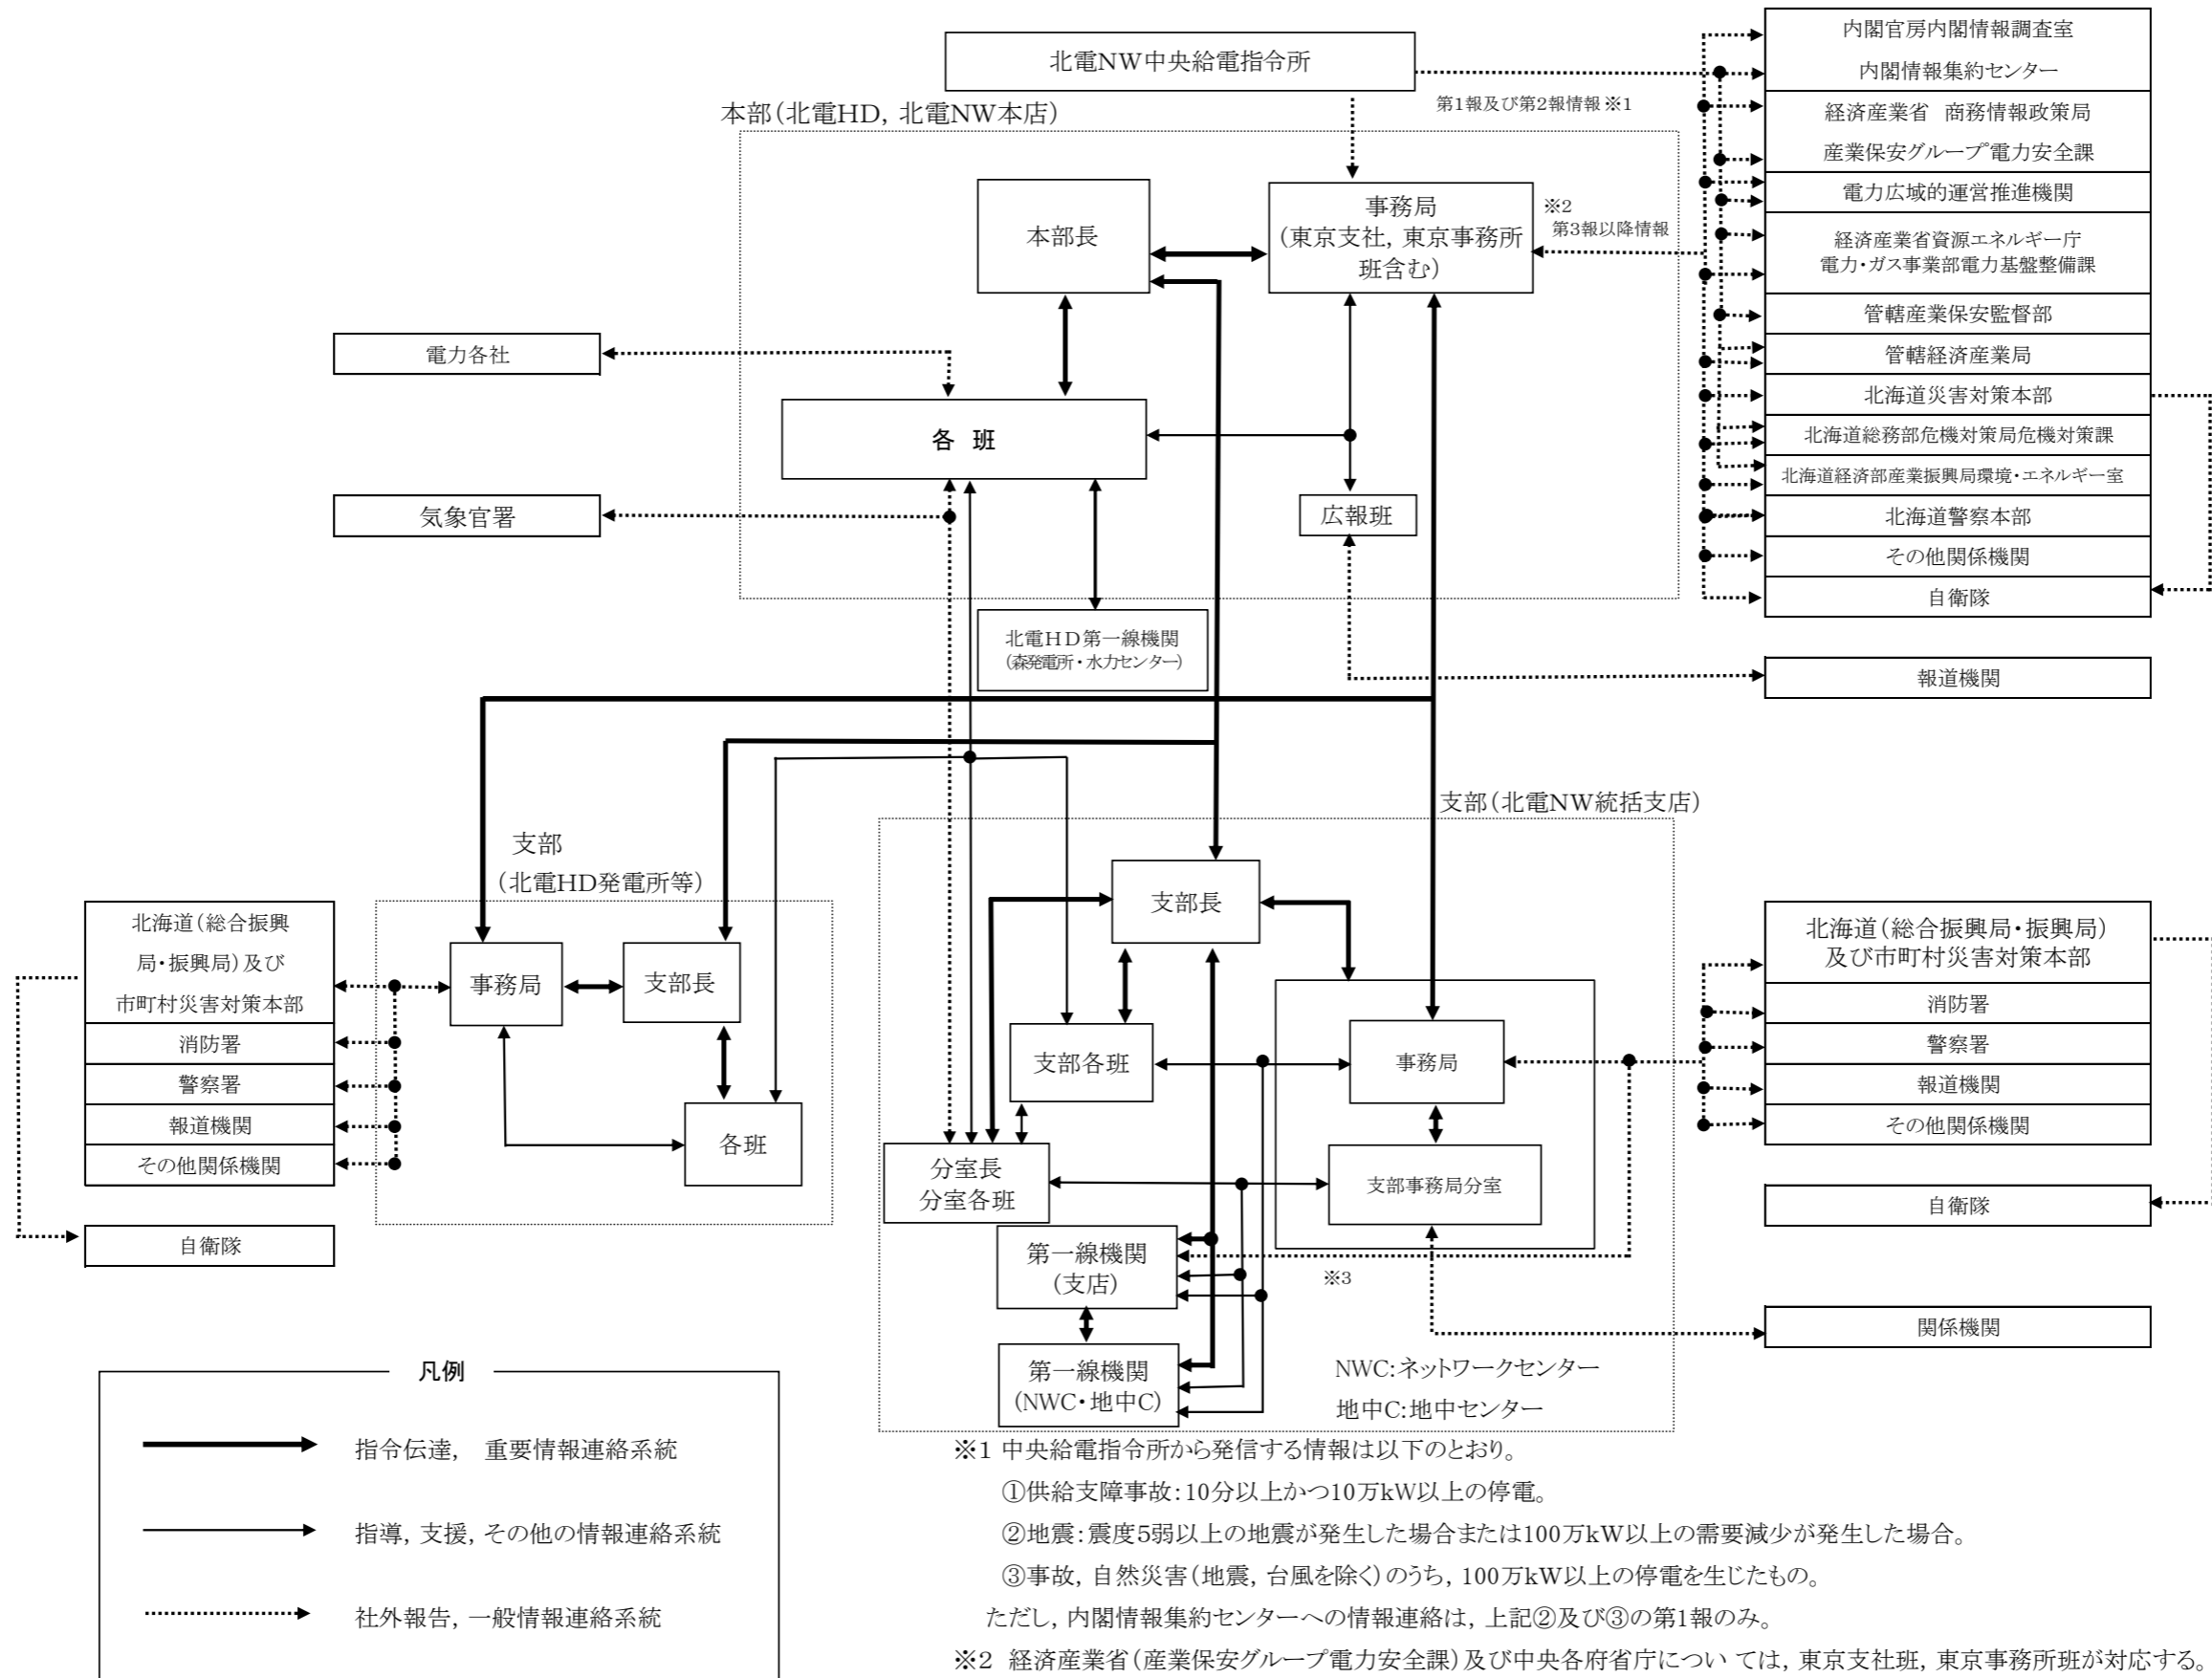 北電NW中央給電指令所
第1報及び第2報情報※1
本部(北電HD, 北電NW本店)
本部長
事務局
(東京支社, 東京事務所
班含む)
※2
第3報以降情報
内閣官房内閣情報調査室
内閣情報集約センター
経済産業省 商務情報政策局
産業保安グループ電力安全課
電力広域的運営推進機関
経済産業省資源エネルギー庁
電力・ガス事業部電力基盤整備課
管轄産業保安監督部
管轄経済産業局
北海道災害対策本部
北海道総務部危機対策局危機対策課
北海道経済部産業振興局環境・エネルギー室
北海道警察本部
その他関係機関
自衛隊
報道機関
電力各社
各 班
気象官署
広報班
北電HD第一線機関
(森発電所・水力センター)
支部
(北電HD発電所等)
北海道(総合振興
局・振興局)及び
市町村災害対策本部
消防署
警察署
報道機関
その他関係機関
自衛隊
事務局
支部長
各班
支部(北電NW統括支店)
支部長
支部各班
事務局
分室長
分室各班
支部事務局分室
第一線機関
(支店)
※3
第一線機関
(NWC・地中C)
NWC:ネットワークセンター
地中C:地中センター
北海道(総合振興局・振興局)
及び市町村災害対策本部
消防署
警察署
報道機関
その他関係機関
自衛隊
関係機関
凡例
指令伝達, 重要情報連絡系統
指導, 支援, その他の情報連絡系統
社外報告, 一般情報連絡系統
※1 中央給電指令所から発信する情報は以下のとおり。
①供給支障事故:10分以上かつ10万kW以上の停電。
②地震:震度5弱以上の地震が発生した場合または100万kW以上の需要減少が発生した場合。
③事故, 自然災害(地震, 台風を除く)のうち, 100万kW以上の停電を生じたもの。
ただし, 内閣情報集約センターへの情報連絡は, 上記②及び③の第1報のみ。
※2 経済産業省(産業保安グループ電力安全課)及び中央各府省庁については, 東京支社班, 東京事務所班が対応する。